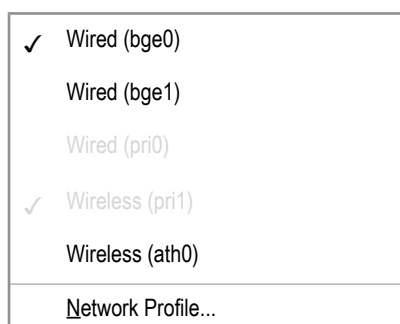 ✓ Wired (bge0)
Wired (bge1)
Wired (pri0)
✓ Wireless (pri1)
Wireless (ath0)
Network Profile...